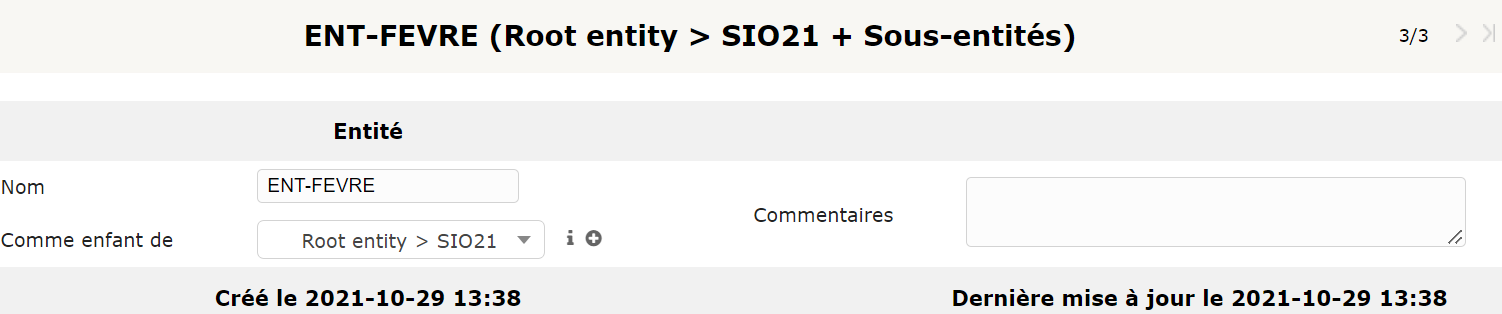 ENT-FEVRE (Root entity > SIO21 + Sous-entités)
3/3
Entité
Nom
ENT-FEVRE
Commentaires
Comme enfant de
Root entity > SIO21
Créé le 2021-10-29 13:38
Dernière mise à jour le 2021-10-29 13:38